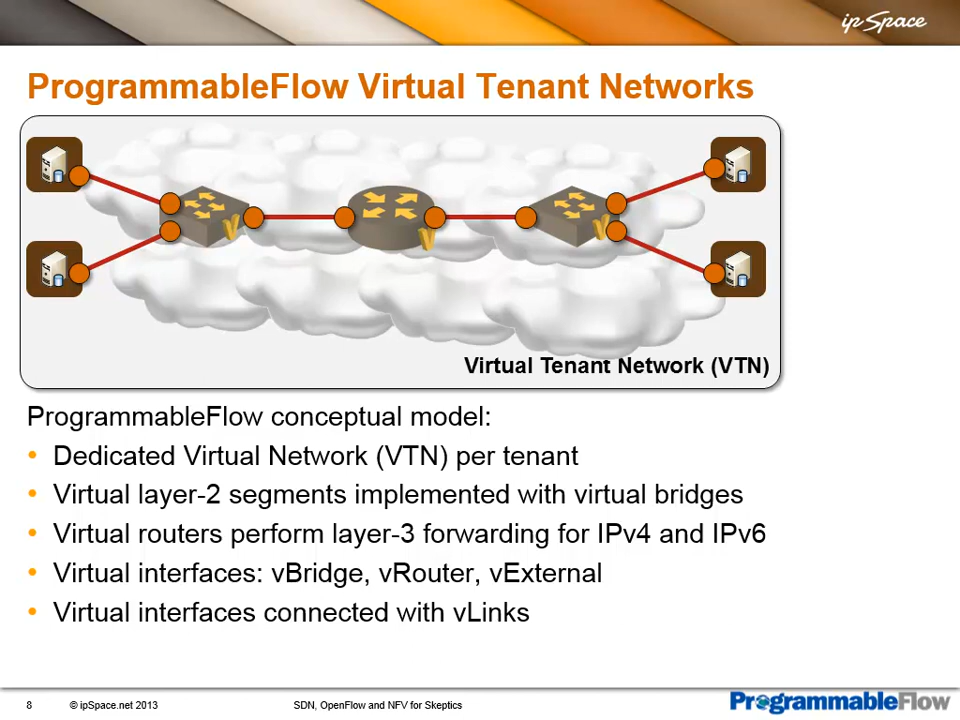 ip Space
ProgrammableFlow Virtual Tenant Networks
V
V
V
Virtual Tenant Network (VTN)
ProgrammableFlow conceptual model:
• Dedicated Virtual Network (VTN) per tenant
• Virtual layer-2 segments implemented with virtual bridges
• Virtual routers perform layer-3 forwarding for IPv4 and IPv6
• Virtual interfaces: vBridge, vRouter, vExternal
• Virtual interfaces connected with vLinks
8 © ipSpace.net 2013 SDN, OpenFlow and NFV for Skeptics
ProgrammableFlow